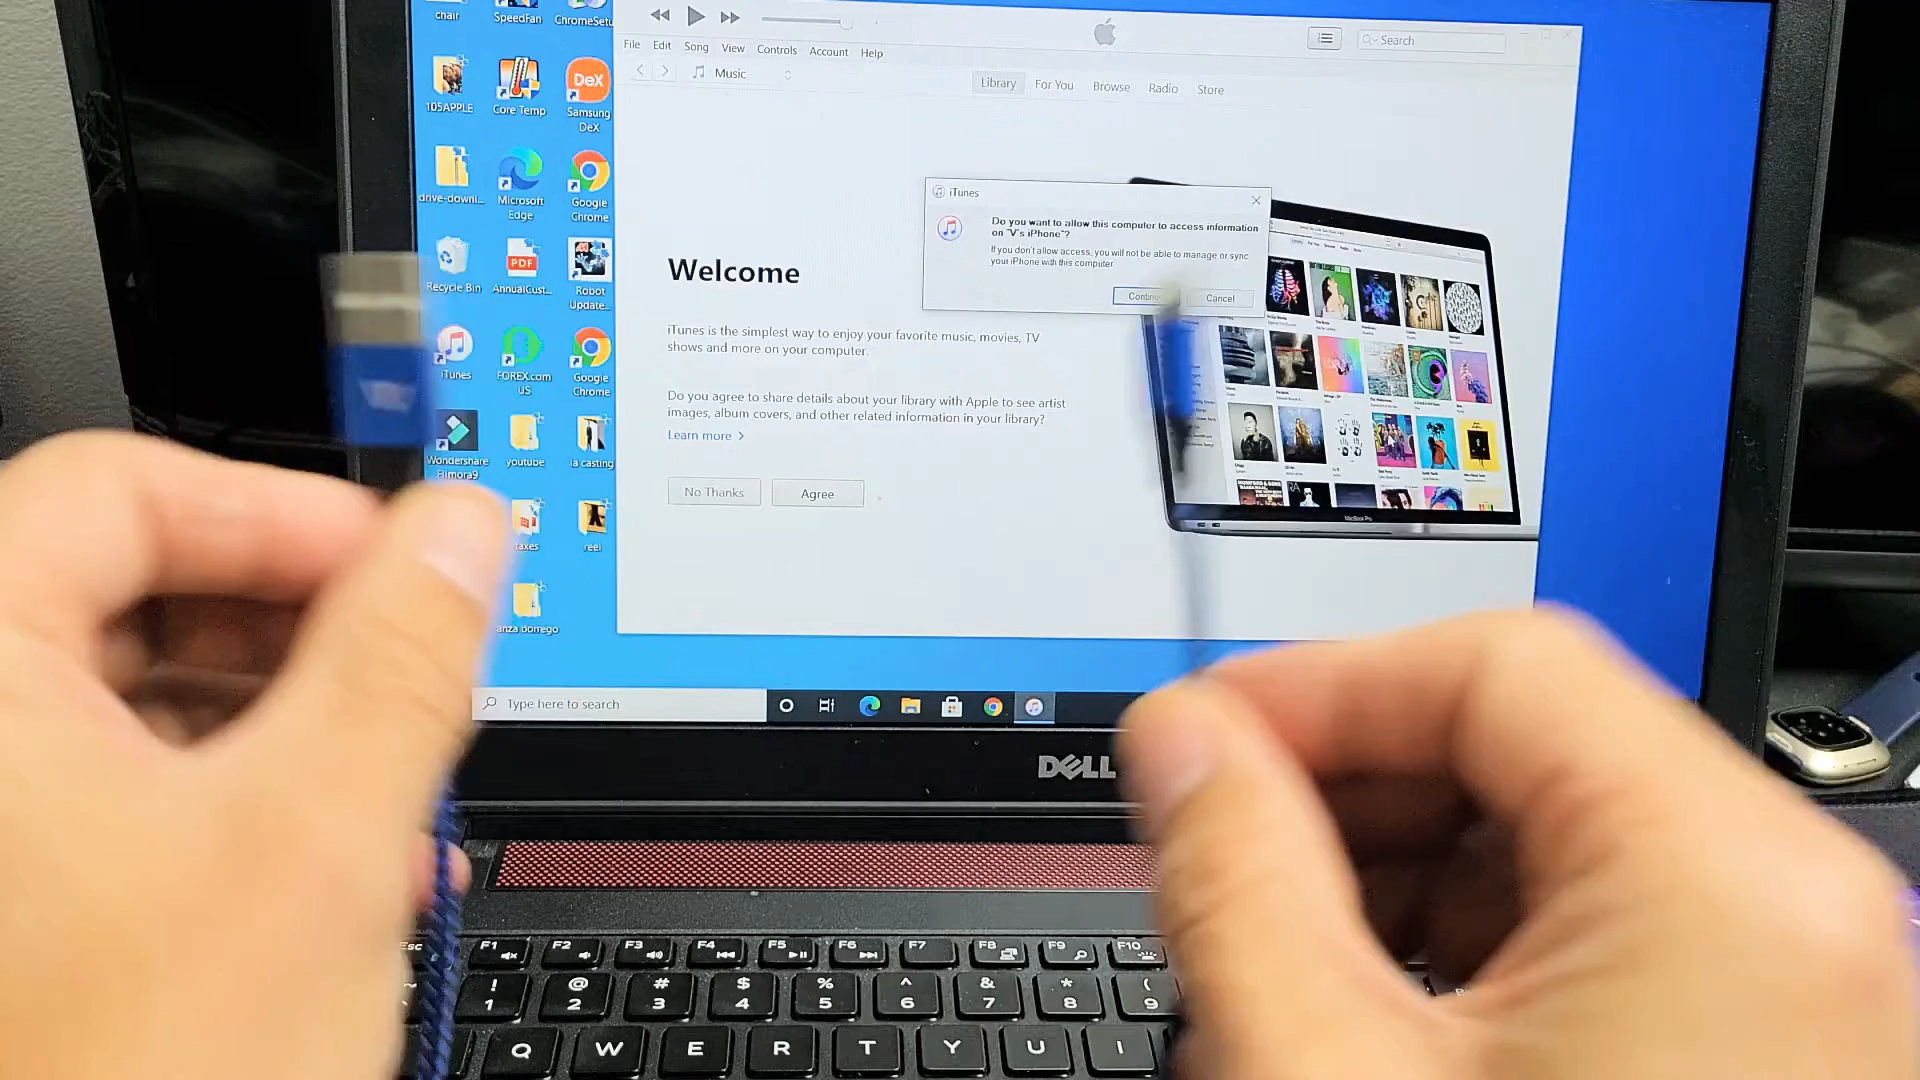 chair
SpeedFan
ChromeSetu
105APPLE
Core Temp
DeX
Samsung
DeX
drive-downl...
Microsoft
Edge
Google
Chrome
Recycle Bin
PDF
AnnualCust...
Robot
Update...
iTunes
FOREX.com
US
Google
Chrome
Wondershare
Filmora9
youtube
la casting
taxes
reel
anza borrego
File Edit Song View Controls Account Help
Search
Music
Library For You Browse Radio Store
iTunes
Do you want to allow this computer to access information
on "V's iPhone"?
If you don't allow access, you will not be able to manage or sync
your iPhone with this computer.
Continue
Cancel
Welcome
iTunes is the simplest way to enjoy your favorite music, movies, TV
shows and more on your computer.
Do you agree to share details about your library with Apple to see artist
images, album covers, and other related information in your library?
Learn more >
No Thanks
Agree
MacBook Pro
Type here to search
DELL
Esc F1 F2 F3 F4 F5 F6 F7 F8 F9 F10
~ ! @ # $ % ^ & * (
1 2 3 4 5 6 7 8 9
Q W E R T Y U I